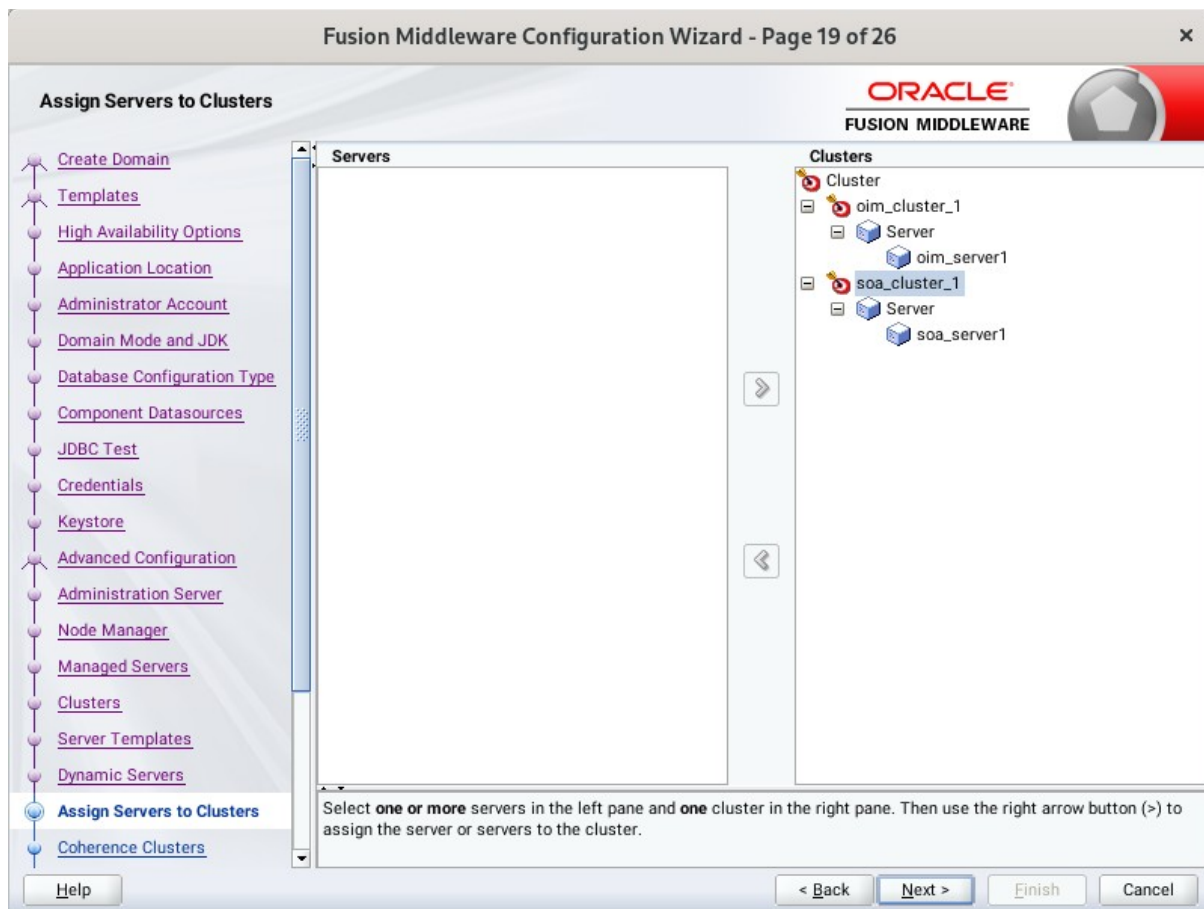 Fusion Middleware Configuration Wizard - Page 19 of 26
×
Assign Servers to Clusters
ORACLE
FUSION MIDDLEWARE
Create Domain
Templates
High Availability Options
Application Location
Administrator Account
Domain Mode and JDK
Database Configuration Type
Component Datasources
JDBC Test
Credentials
Keystore
Advanced Configuration
Administration Server
Node Manager
Managed Servers
Clusters
Server Templates
Dynamic Servers
Assign Servers to Clusters
Coherence Clusters
Servers
Clusters
Cluster
oim_cluster_1
Server
oim_server1
soa_cluster_1
Server
soa_server1
Select one or more servers in the left pane and one cluster in the right pane. Then use the right arrow button (>) to
assign the server or servers to the cluster.
Help
< Back
Next >
Finish
Cancel